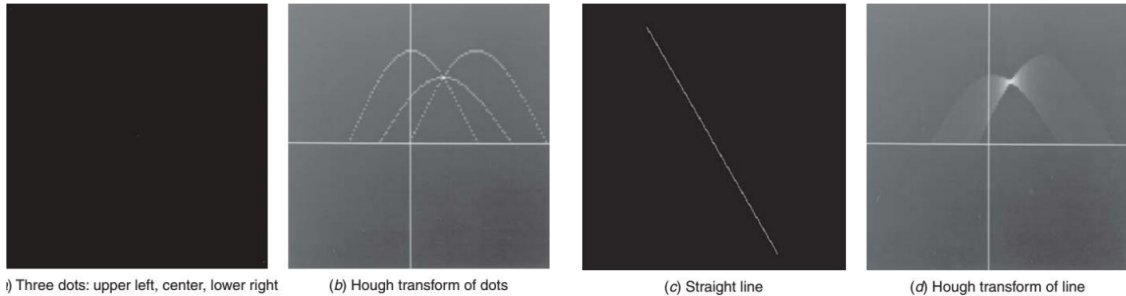 ) Three dots: upper left, center, lower right
(b) Hough transform of dots
(c) Straight line
(d) Hough transform of line